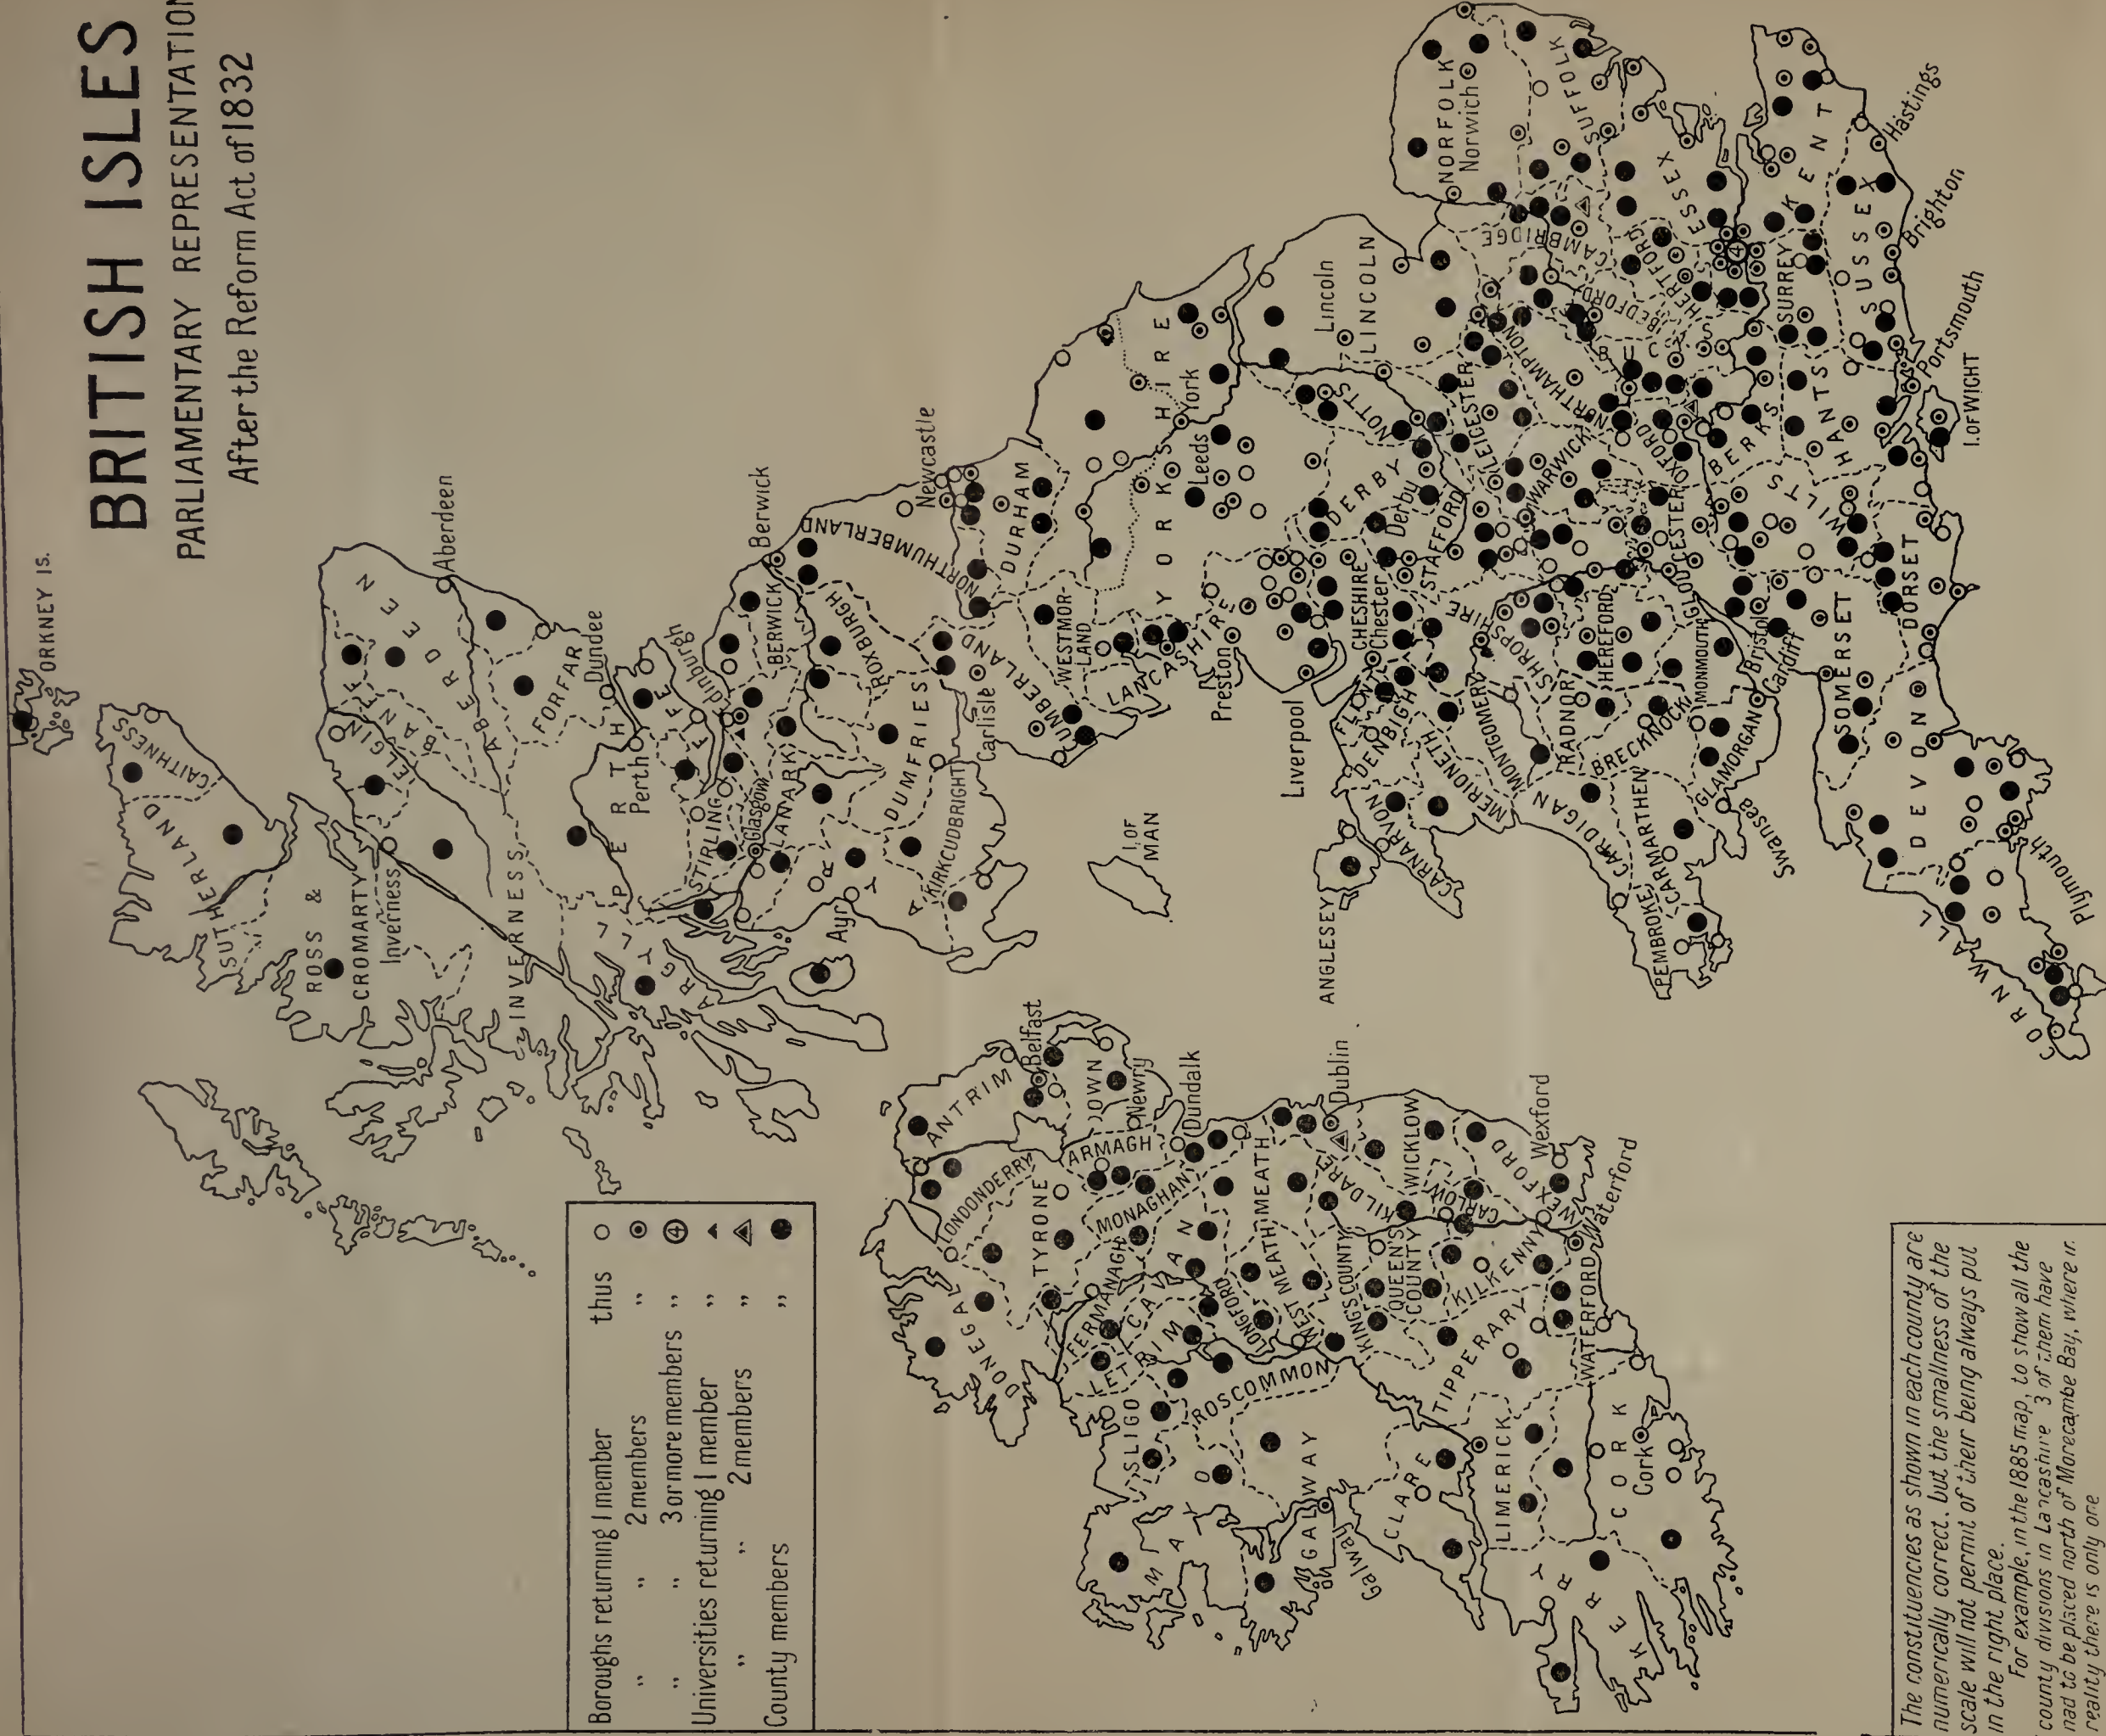 BRITISH ISLES
PARLIAMENTARY REPRESENTATION
After the Reform Act of 1832
ORKNEY IS.
CAITHNESS
SUTHERLAND
ROSS &
CROMARTY
Inverness
INVERNESS
ELGIN
BANFF
ABERDEEN
Aberdeen
FORFAR
Dundee
PERTH
Perth
FIFE
ARGYLL
STIRLING
Glasgow
Edinburgh
LANARK
BERWICK
Berwick
ROXBURGH
DUMFRIES
AYR
Ayr
KIRKCUDBRIGHT
NORTHUMBERLAND
Newcastle
DURHAM
CUMBERLAND
Carlisle
WESTMOR-
LAND
I. OF
MAN
YORKSHIRE
York
Leeds
LANCASHIRE
Preston
Liverpool
CHESHIRE
Chester
DERBY
Derby
NOTTS
LINCOLN
Lincoln
STAFFORD
LEICESTER
SHROPSHIRE
WARWICK
NORTHAMPTON
CAMBRIDGE
NORFOLK
Norwich
SUFFOLK
ESSEX
HERTFORD
BEDFORD
BUCKS
OXFORD
BERKS
GLOUCESTER
HEREFORD
MONMOUTH
ANGLESEY
CARNARVON
DENBIGH
FLINT
MERIONETH
MONTGOMERY
CARDIGAN
RADNOR
BRECKNOCK
PEMBROKE
CARMARTHEN
GLAMORGAN
Swansea
Cardiff
Bristol
SOMERSET
WILTS
HANTS
SURREY
KENT
SUSSEX
Hastings
Brighton
Portsmouth
I. OF WIGHT
DORSET
DEVON
CORNWALL
Plymouth
4
ANTRIM
Belfast
DOWN
Newry
Dundalk
ARMAGH
LONDONDERRY
TYRONE
DONEGAL
FERMANAGH
MONAGHAN
CAVAN
LEITRIM
SLIGO
MAYO
ROSCOMMON
LONGFORD
WEST MEATH
MEATH
Dublin
KILDARE
WICKLOW
KING'S COUNTY
QUEEN'S
COUNTY
CARLOW
KILKENNY
WEXFORD
Wexford
Waterford
WATERFORD
TIPPERARY
GALWAY
Galway
CLARE
LIMERICK
KERRY
CORK
Cork
Boroughs returning 1 member thus
" " 2 members "
" " 3 or more members " 4
Universities returning 1 member "
" " 2 members "
County members "
The constituencies as shown in each county are
numerically correct, but the smallness of the
scale will not permit of their being always put
in the right place.
For example, in the 1885 map, to show all the
county divisions in Lancashire 3 of them have
had to be placed north of Morecambe Bay, where in
reality there is only one